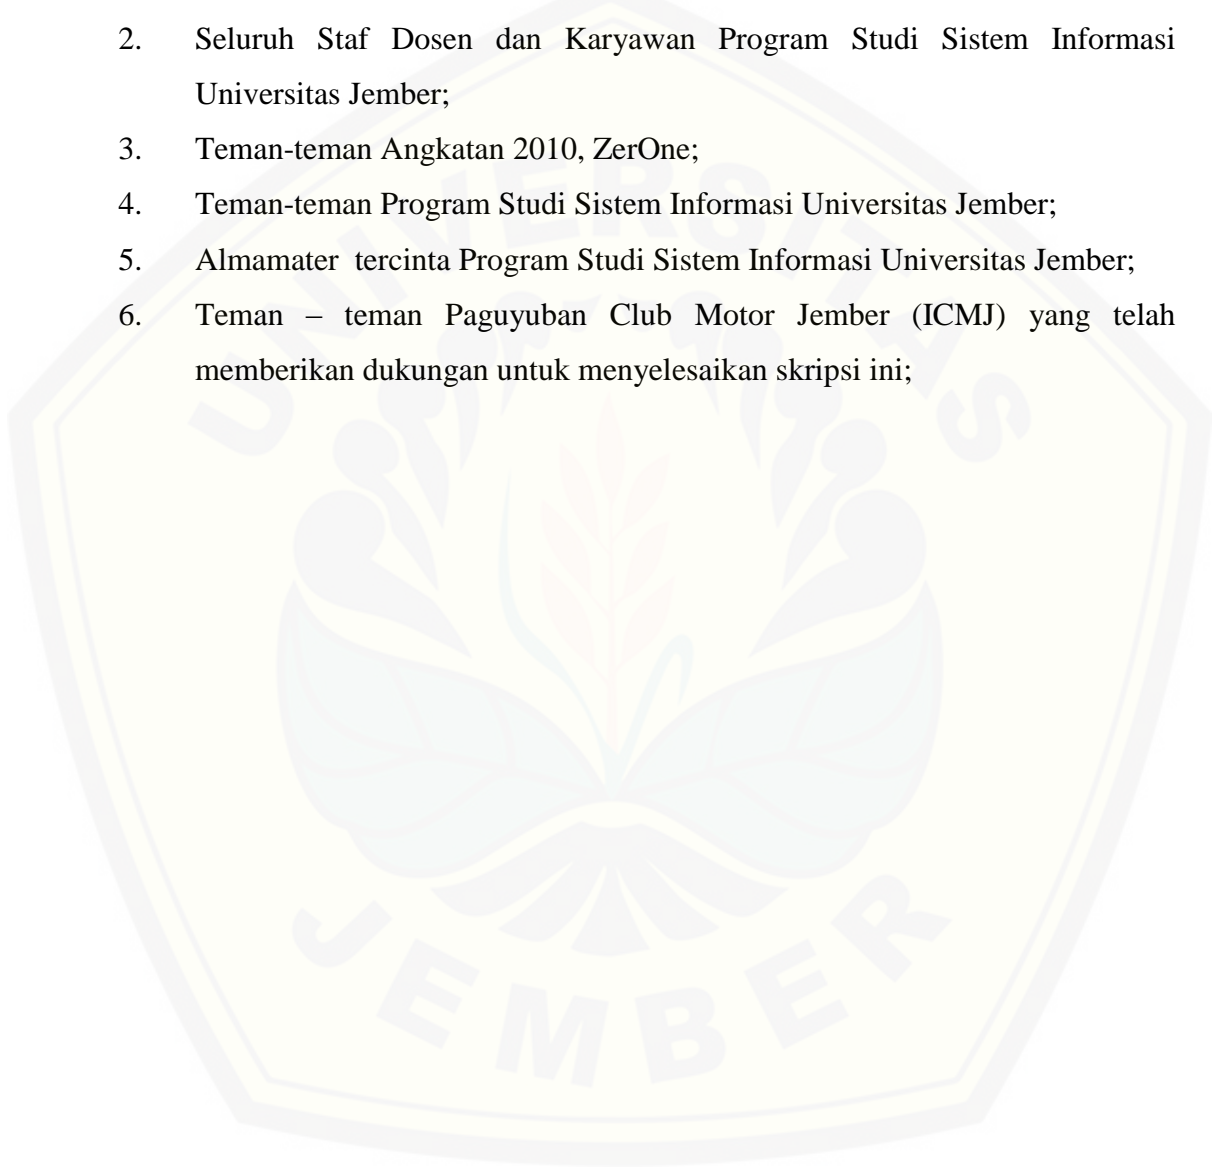 2. Seluruh Staf Dosen dan Karyawan Program Studi Sistem Informasi
Universitas Jember;
3. Teman-teman Angkatan 2010, ZerOne;
4. Teman-teman Program Studi Sistem Informasi Universitas Jember;
5. Almamater tercinta Program Studi Sistem Informasi Universitas Jember;
6. Teman – teman Paguyuban Club Motor Jember (ICMJ) yang telah
memberikan dukungan untuk menyelesaikan skripsi ini;
UNIVERSITAS
JEMBER